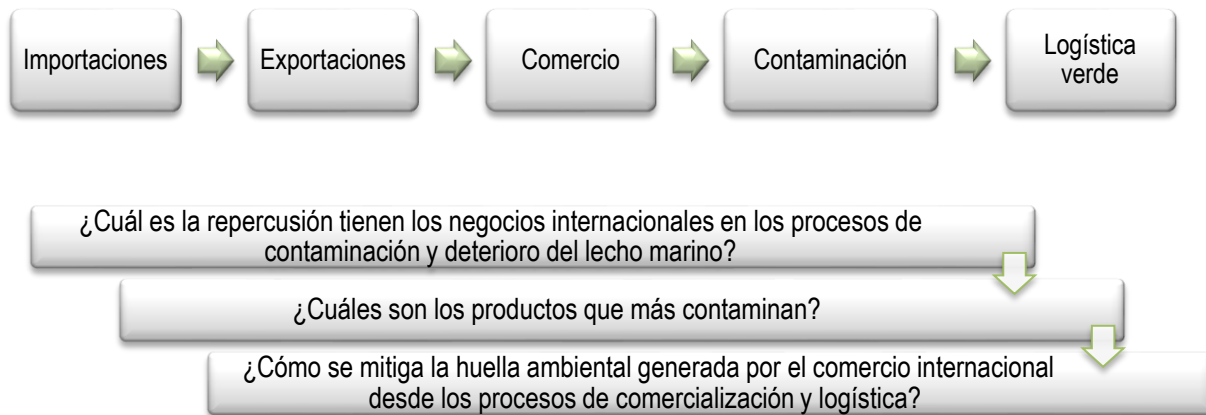 Importaciones
Exportaciones
Comercio
Contaminación
Logística
verde
¿Cuál es la repercusión tienen los negocios internacionales en los procesos de
contaminación y deterioro del lecho marino?
¿Cuáles son los productos que más contaminan?
¿Cómo se mitiga la huella ambiental generada por el comercio internacional
desde los procesos de comercialización y logística?